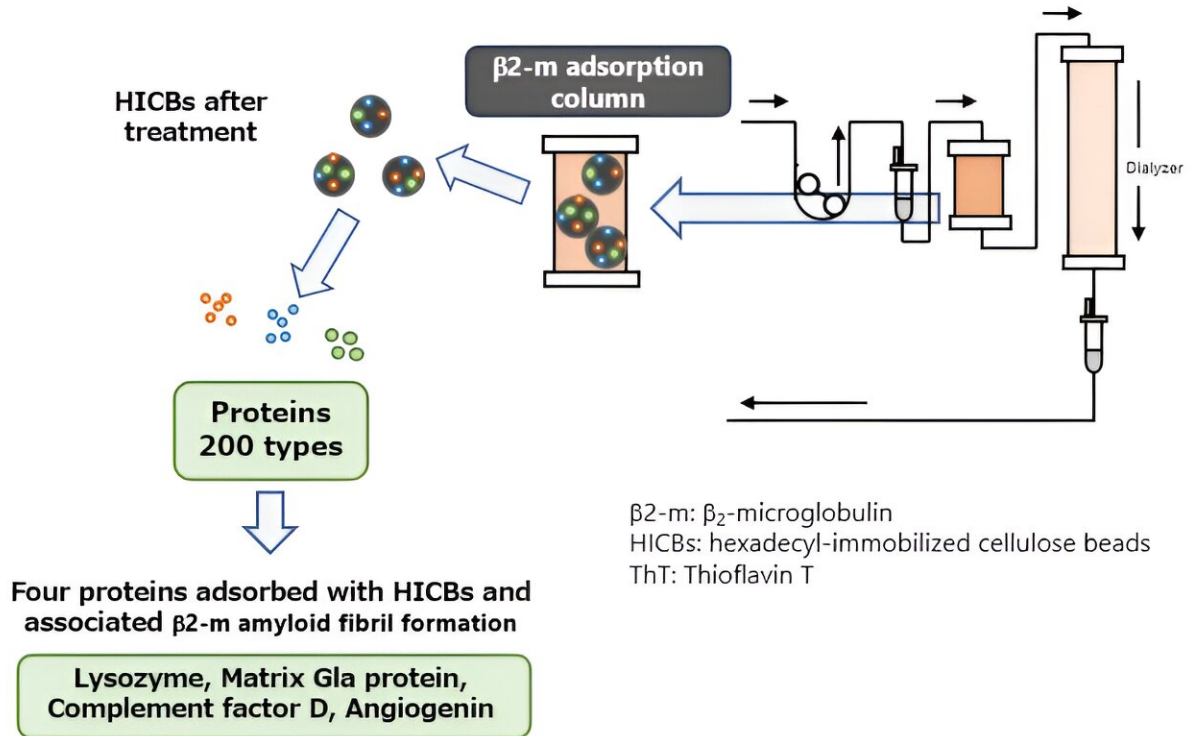 β2-m adsorption
column
HICBs after
treatment
Dialyzer
Proteins
200 types
β2-m: β₂-microglobulin
HICBs: hexadecyl-immobilized cellulose beads
ThT: Thioflavin T
Four proteins adsorbed with HICBs and
associated β2-m amyloid fibril formation
Lysozyme, Matrix Gla protein,
Complement factor D, Angiogenin